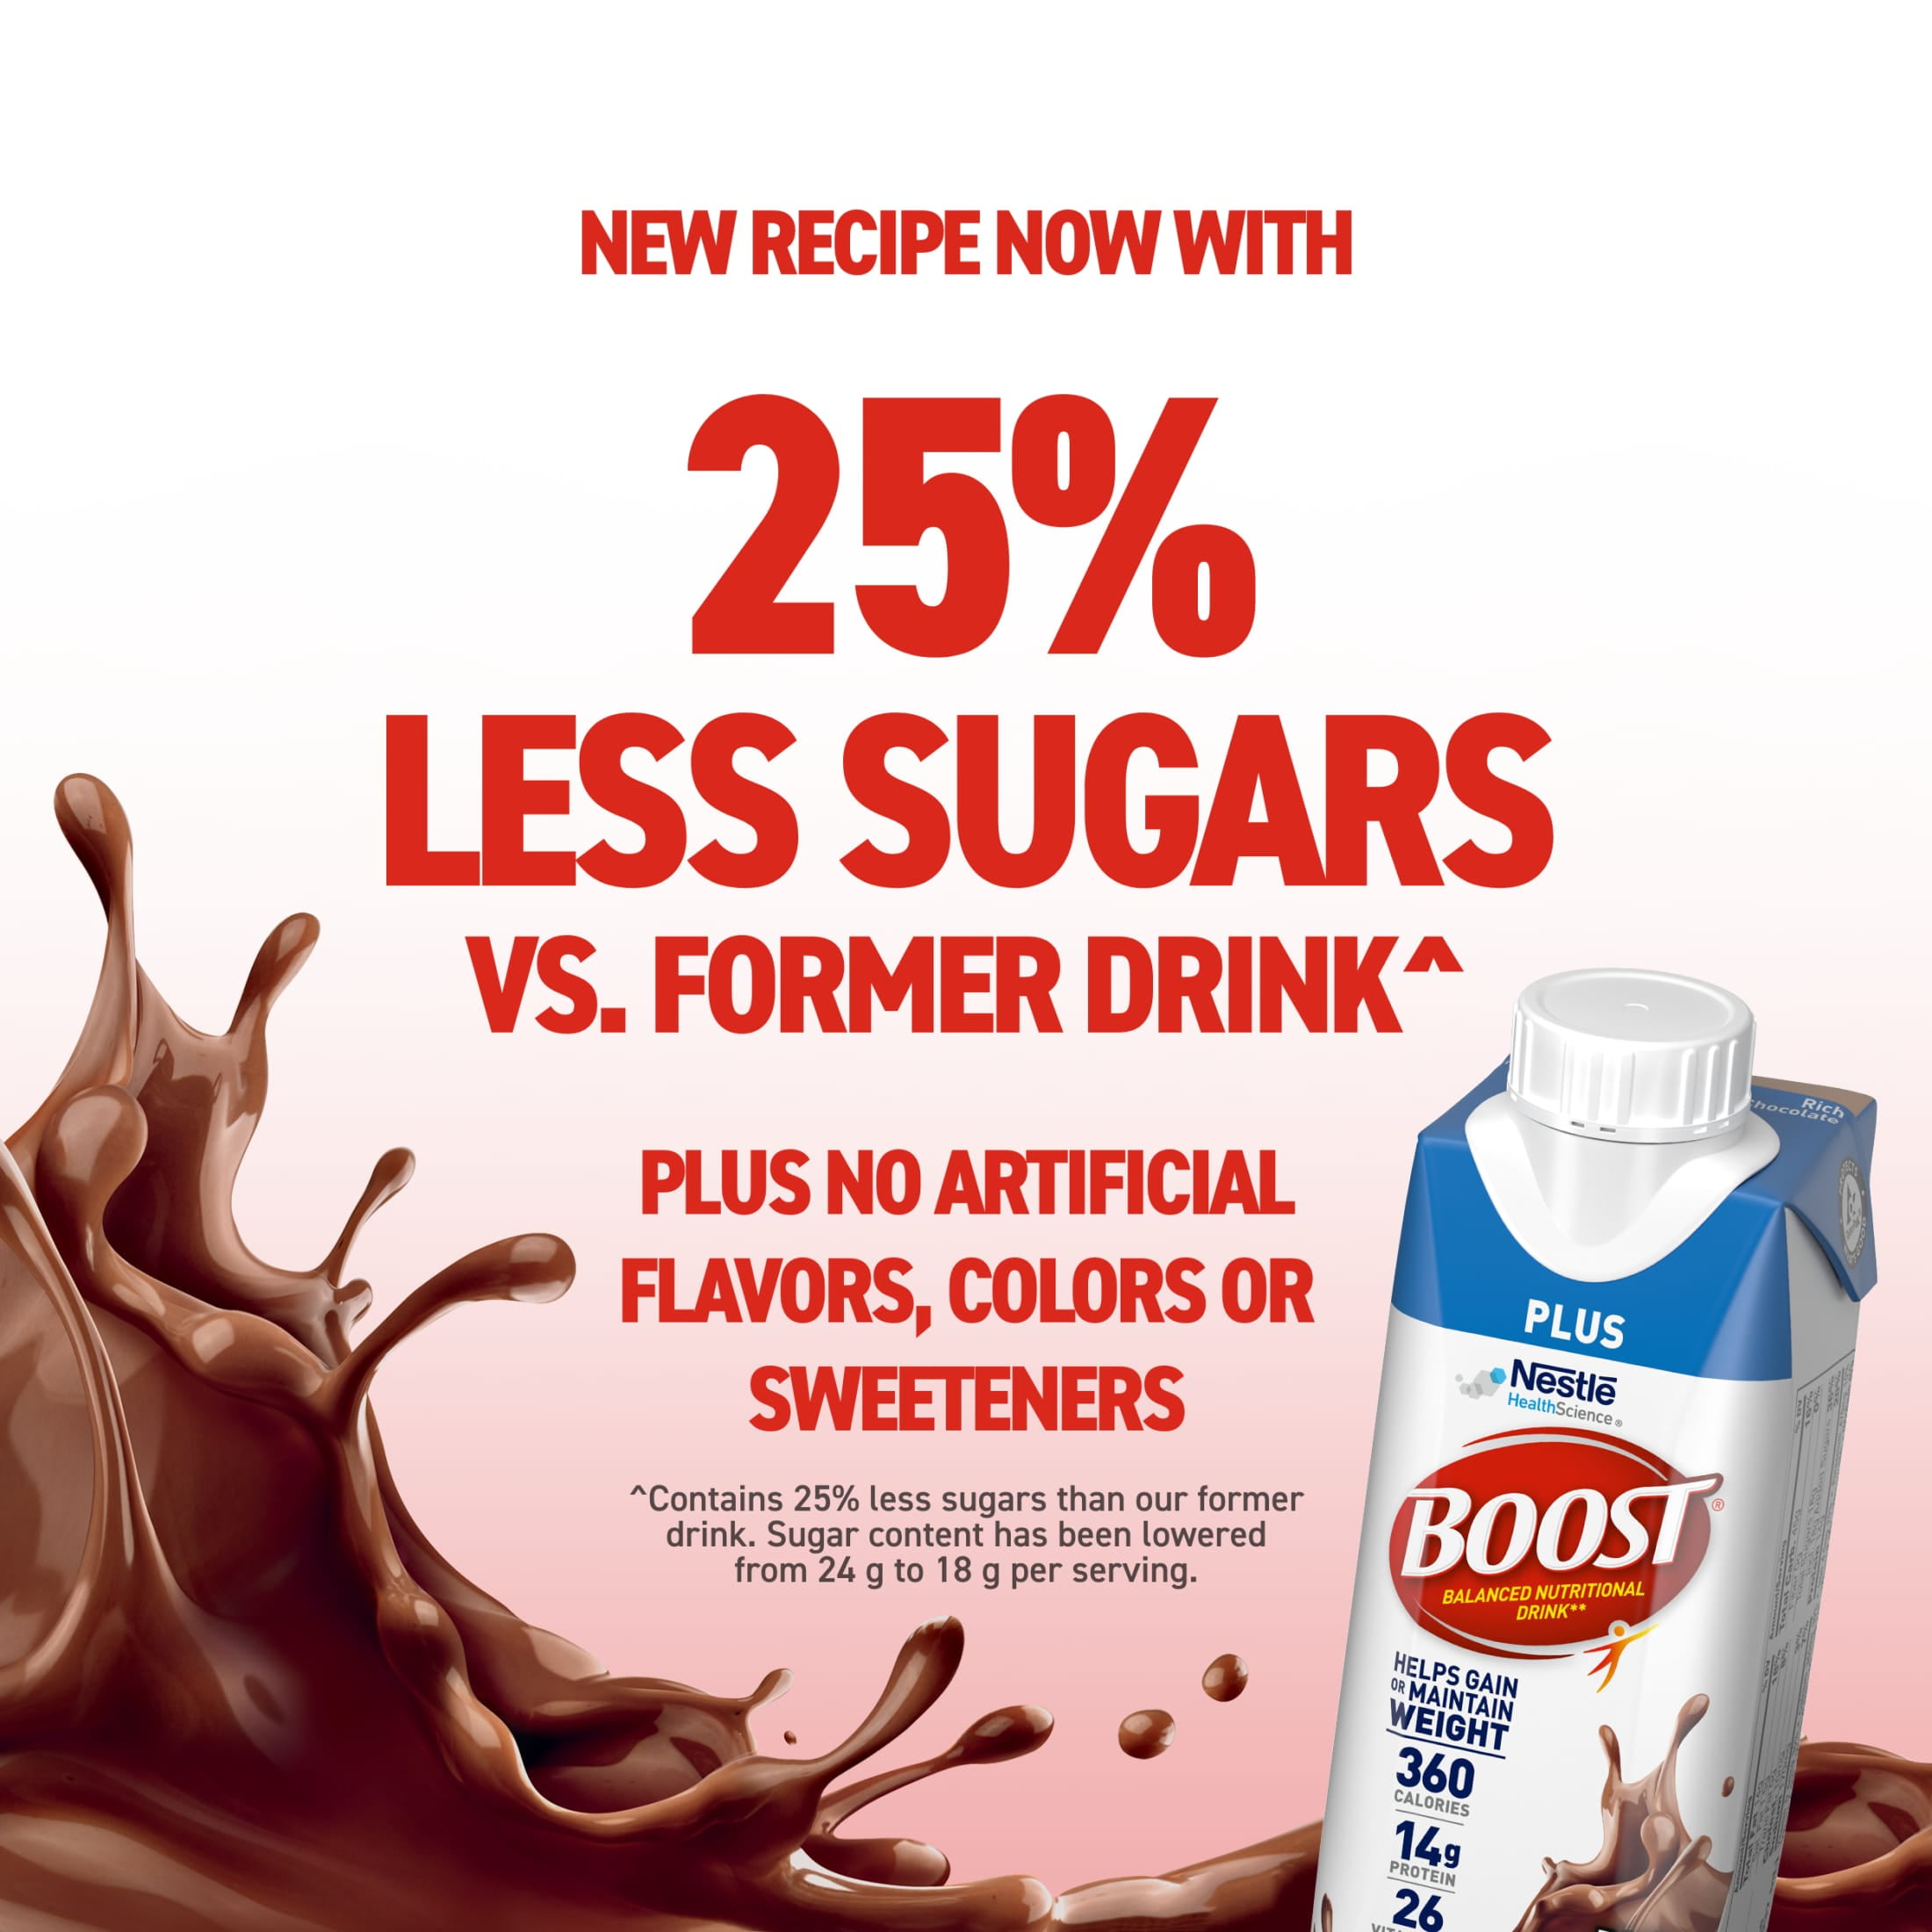 NEW RECIPE NOW WITH
25%
LESS SUGARS
VS. FORMER DRINK^
PLUS NO ARTIFICIAL
FLAVORS, COLORS OR
SWEETENERS
^Contains 25% less sugars than our former
drink. Sugar content has been lowered
from 24 g to 18 g per serving.
Rich
PLUS
Nestlé
HealthScience®
BOOST®
BALANCED NUTRITIONAL
DRINK**
HELPS GAIN
OR MAINTAIN
WEIGHT
360
CALORIES
14g
PROTEIN
26